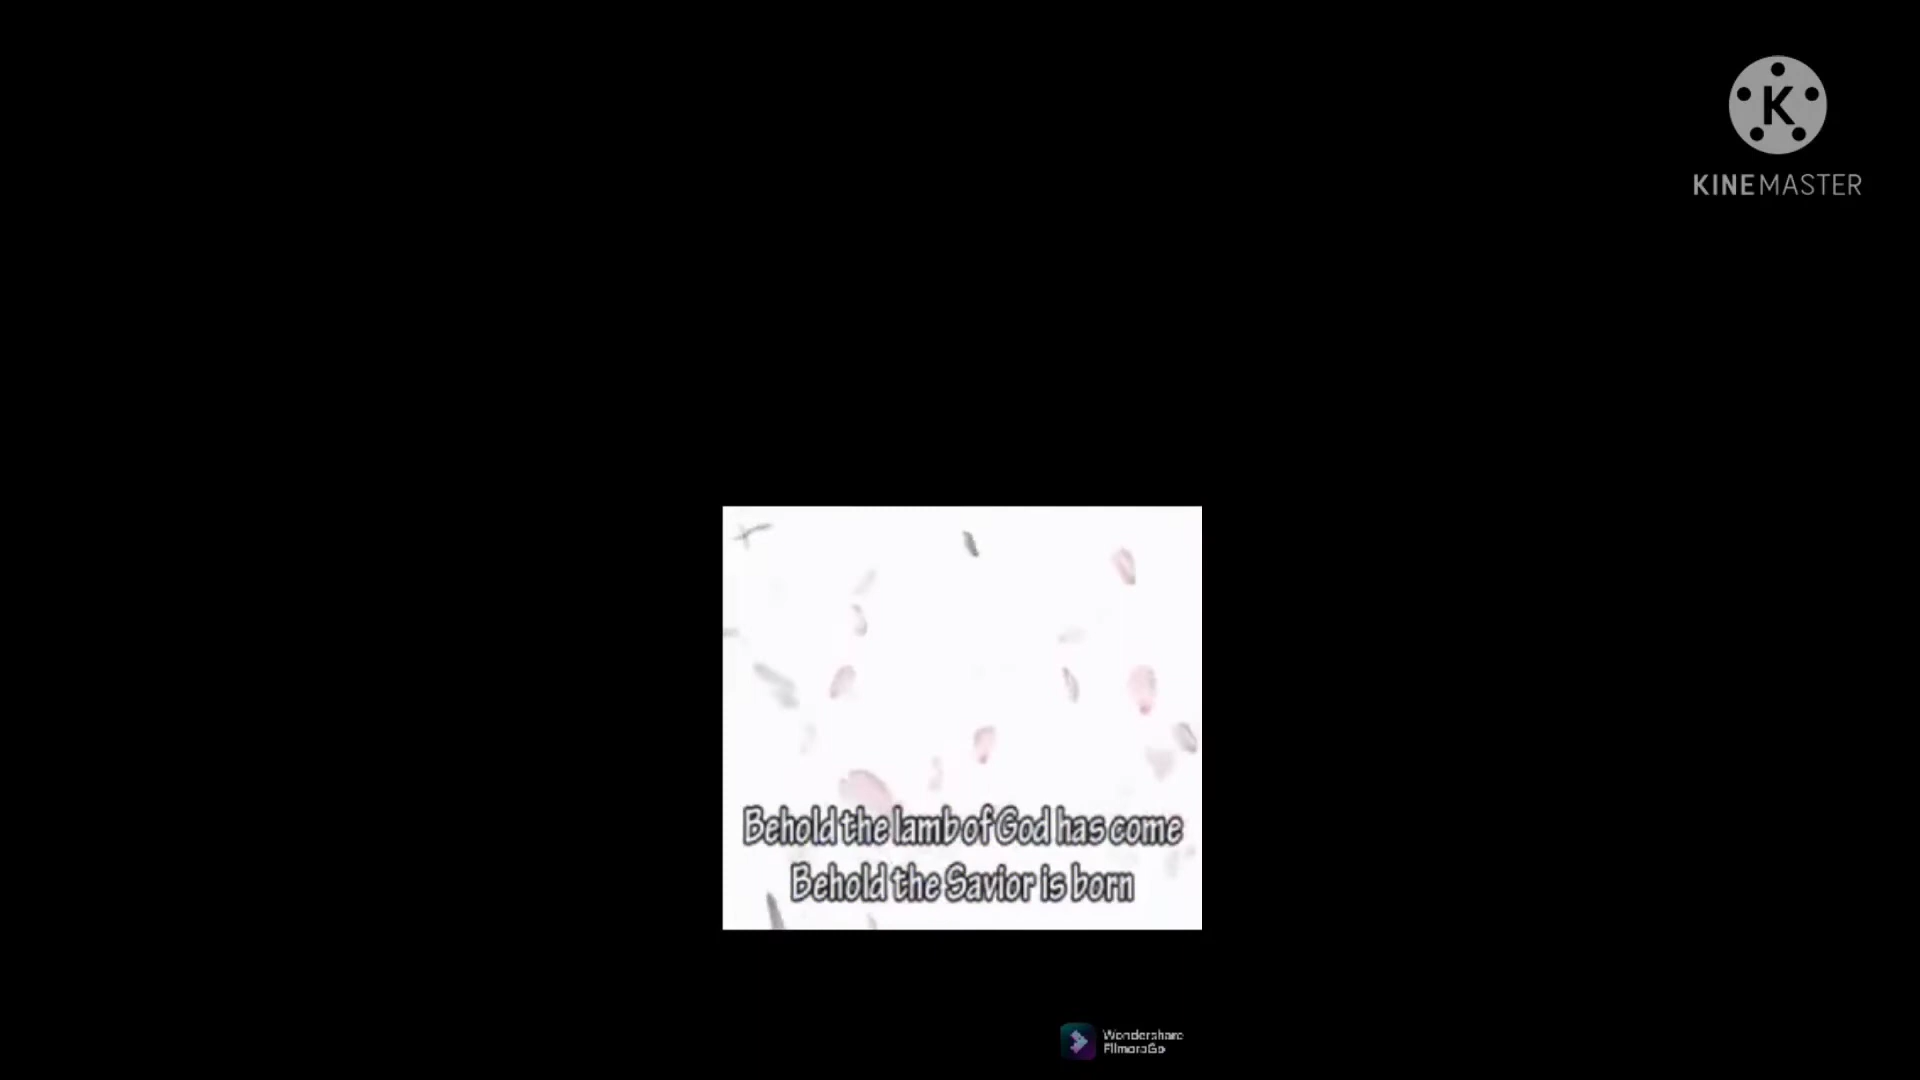 K
KINEMASTER
Behold the lamb of God has come
Behold the Savior is born
Wondershare
FilmoraGo